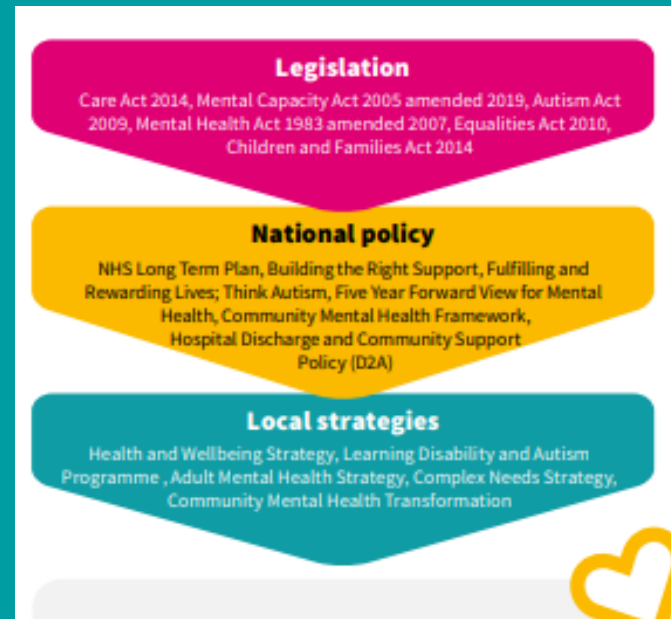 Legislation
Care Act 2014, Mental Capacity Act 2005 amended 2019, Autism Act
2009, Mental Health Act 1983 amended 2007, Equalities Act 2010,
Children and Families Act 2014
National policy
NHS Long Term Plan, Building the Right Support, Fulfilling and
Rewarding Lives; Think Autism, Five Year Forward View for Mental
Health, Community Mental Health Framework,
Hospital Discharge and Community Support
Policy (D2A)
Local strategies
Health and Wellbeing Strategy, Learning Disability and Autism
Programme , Adult Mental Health Strategy, Complex Needs Strategy,
Community Mental Health Transformation